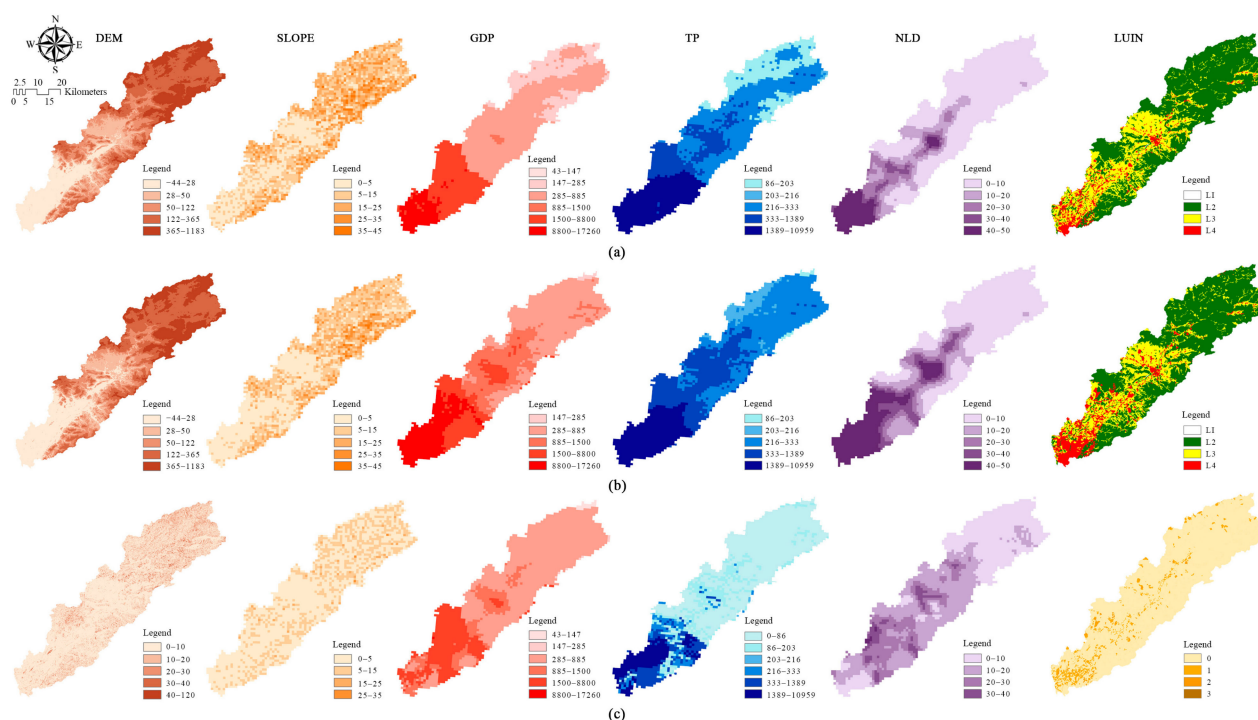 N
W E
S
DEM SLOPE GDP TP NLD LUIN
2.5 10 20
0 5 15 Kilometers
Legend
−44–28
28–50
50–122
122–365
365–1183
Legend
0–5
5–15
15–25
25–35
35–45
Legend
43–147
147–285
285–885
885–1500
1500–8800
8800–17260
Legend
86–203
203–216
216–333
333–1389
1389–10959
Legend
0–10
10–20
20–30
30–40
40–50
Legend
L1
L2
L3
L4
(a)
Legend
−44–28
28–50
50–122
122–365
365–1183
Legend
0–5
5–15
15–25
25–35
35–45
Legend
147–285
285–885
885–1500
1500–8800
8800–17260
Legend
86–203
203–216
216–333
333–1389
1389–10959
Legend
0–10
10–20
20–30
30–40
40–50
Legend
L1
L2
L3
L4
(b)
Legend
0–10
10–20
20–30
30–40
40–120
Legend
0–5
5–15
15–25
25–35
Legend
43–147
147–285
285–885
885–1500
1500–8800
8800–17260
Legend
0–86
86–203
203–216
216–333
333–1389
1389–10959
Legend
0–10
10–20
20–30
30–40
Legend
0
1
2
3
(c)